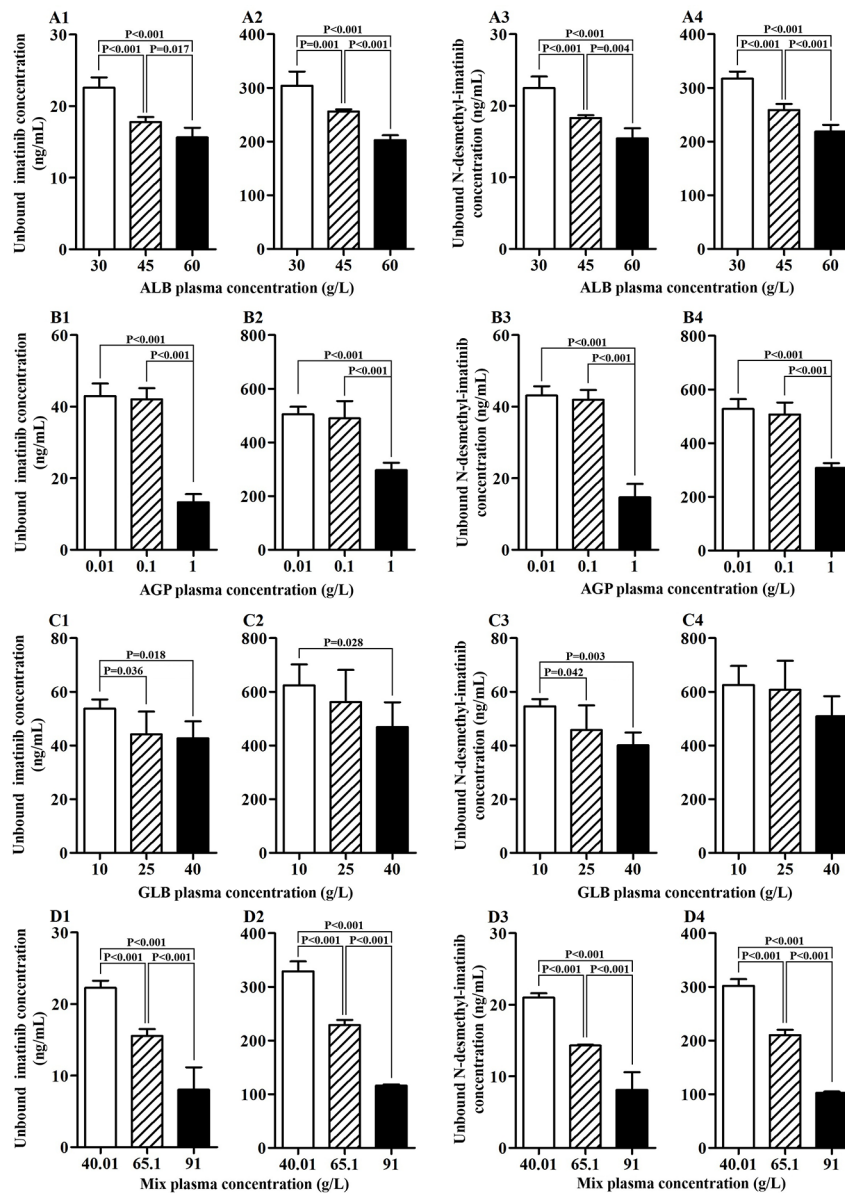 A1
A2
A3
A4
Unbound imatinib concentration
(ng/mL)
30
20
10
0
P<0.001
P<0.001 P=0.017
30 45 60
400
300
200
100
0
P<0.001
P=0.001 P<0.001
30 45 60
ALB plasma concentration (g/L)
Unbound N-desmethyl-imatinib
concentration (ng/mL)
30
20
10
0
P<0.001
P<0.001 P=0.004
30 45 60
400
300
200
100
0
P<0.001
P<0.001 P<0.001
30 45 60
ALB plasma concentration (g/L)
B1
B2
B3
B4
Unbound imatinib concentration
(ng/mL)
60
40
20
0
P<0.001
P<0.001
0.01 0.1 1
800
600
400
200
0
P<0.001
P<0.001
0.01 0.1 1
AGP plasma concentration (g/L)
Unbound N-desmethyl-imatinib
concentration (ng/mL)
60
40
20
0
P<0.001
P<0.001
0.01 0.1 1
800
600
400
200
0
P<0.001
P<0.001
0.01 0.1 1
AGP plasma concentration (g/L)
C1
C2
C3
C4
Unbound imatinib concentration
(ng/mL)
80
60
40
20
0
P=0.018
P=0.036
10 25 40
800
600
400
200
0
P=0.028
10 25 40
GLB plasma concentration (g/L)
Unbound N-desmethyl-imatinib
concentration (ng/mL)
80
60
40
20
0
P=0.003
P=0.042
10 25 40
800
600
400
200
0
10 25 40
GLB plasma concentration (g/L)
D1
D2
D3
D4
Unbound imatinib concentration
(ng/mL)
30
20
10
0
P<0.001
P<0.001 P<0.001
40.01 65.1 91
400
300
200
100
0
P<0.001
P<0.001 P<0.001
40.01 65.1 91
Mix plasma concentration (g/L)
Unbound N-desmethyl-imatinib
concentration (ng/mL)
30
20
10
0
P<0.001
P<0.001 P<0.001
40.01 65.1 91
400
300
200
100
0
P<0.001
P<0.001 P<0.001
40.01 65.1 91
Mix plasma concentration (g/L)